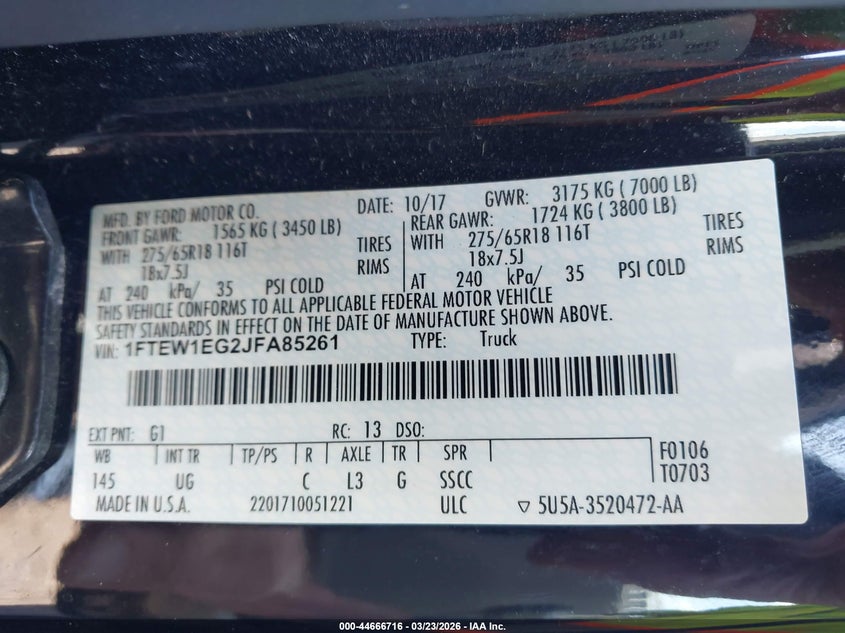 MFD. BY FORD MOTOR CO. DATE: 10/17 GVWR: 3175 KG ( 7000 LB)
FRONT GAWR: 1565 KG ( 3450 LB) REAR GAWR: 1724 KG ( 3800 LB)
WITH 275/65R18 116T TIRES WITH 275/65R18 116T TIRES
18x7.5J RIMS 18x7.5J RIMS
AT 240 kPa/ 35 PSI COLD AT 240 kPa/ 35 PSI COLD
THIS VEHICLE CONFORMS TO ALL APPLICABLE FEDERAL MOTOR VEHICLE
SAFETY STANDARDS IN EFFECT ON THE DATE OF MANUFACTURE SHOWN ABOVE.
VIN: 1FTEW1EG2JFA85261 TYPE: Truck
EXT PNT: G1 RC: 13 DSO:
WB INT TR TP/PS R AXLE TR SPR F0106
145 UG C L3 G SSCC T0703
MADE IN U.S.A. 2201710051221 ULC ▽ 5U5A-3520472-AA
000-44666716 - 03/23/2026 - IAA Inc.